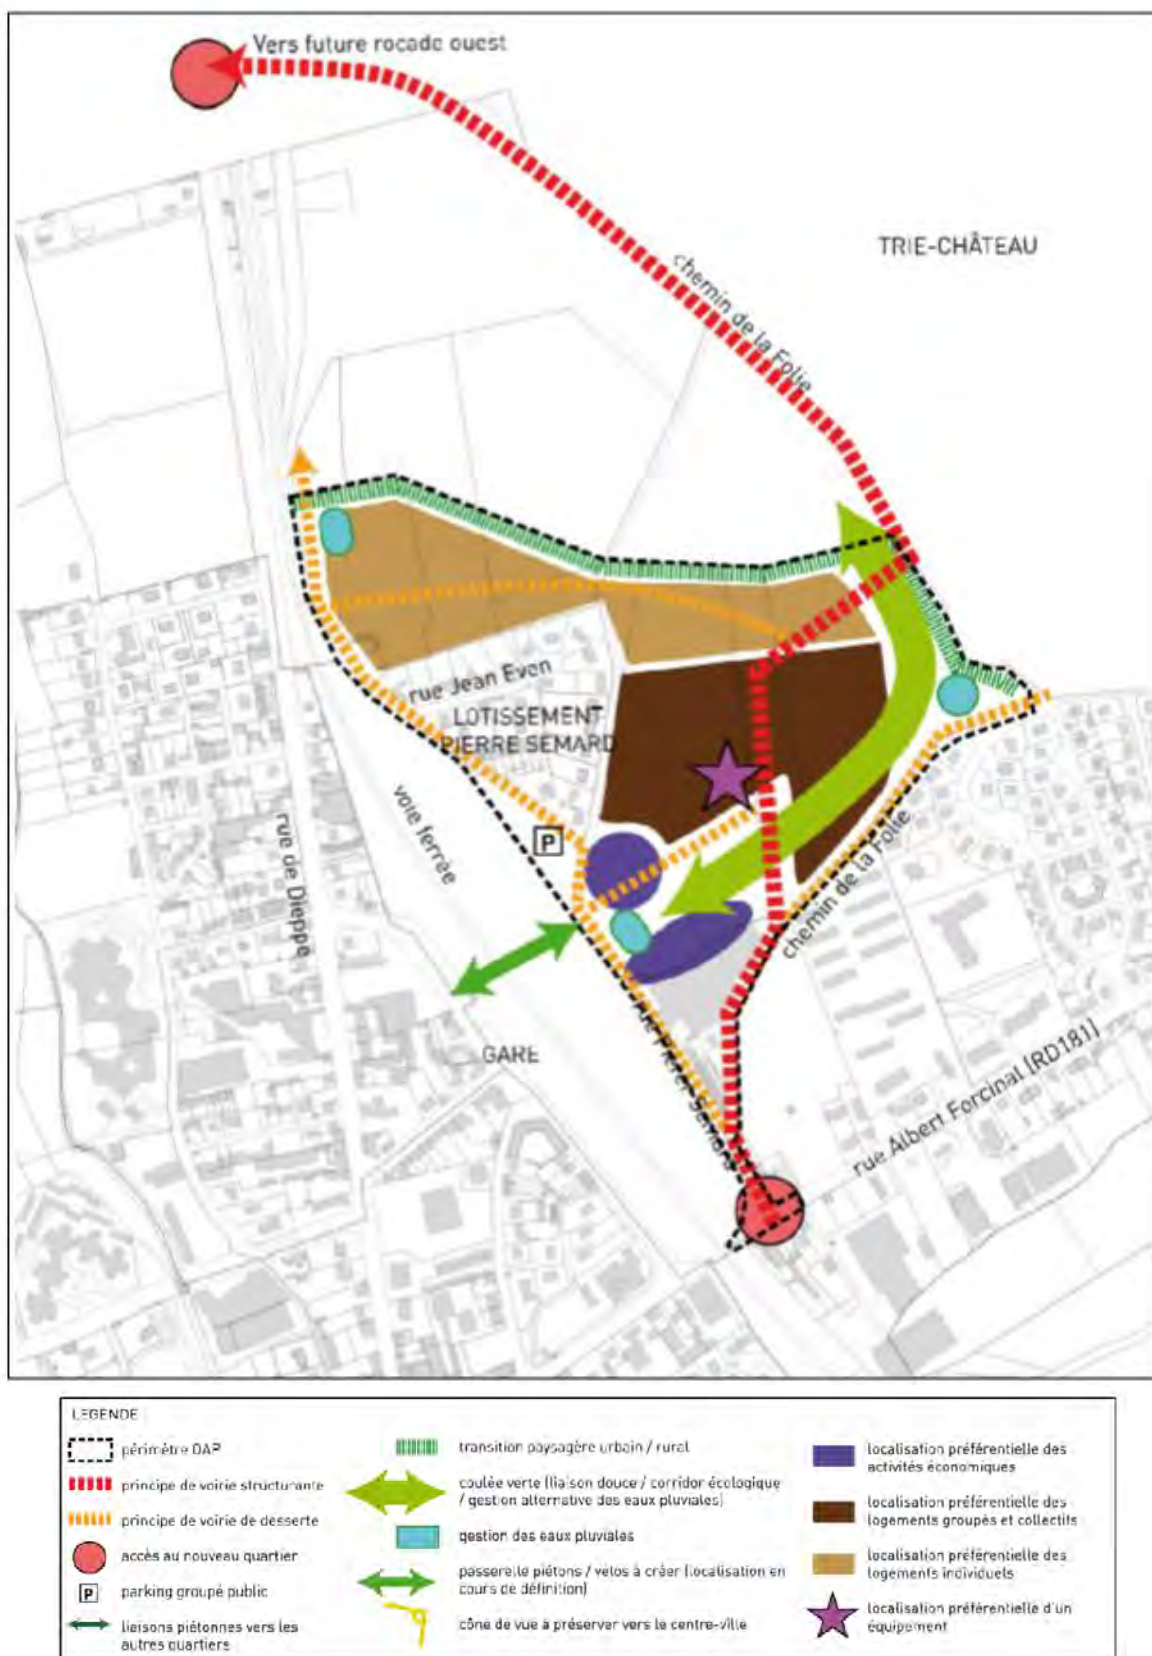 Vers future rocade ouest
TRIE-CHÂTEAU
chemin de la Folie
rue Jean Even
LOTISSEMENT
PIERRE SEMARD
voie ferrée
rue de Dieppe
P
chemin de la Folie
GARE
rue Albert Forcinal (RD181)
LEGENDE
périmètre OAP
principe de voirie structurante
principe de voirie de desserte
accès au nouveau quartier
P parking groupé public
liaisons piétonnes vers les
autres quartiers
transition paysagère urbain / rural
coulée verte (liaison douce / corridor écologique
/ gestion alternative des eaux pluviales)
gestion des eaux pluviales
passerelle piétons / vélos à créer (localisation en
cours de définition)
cône de vue à préserver vers le centre-ville
localisation préférentielle des
activités économiques
localisation préférentielle des
logements groupés et collectifs
localisation préférentielle des
logements individuels
localisation préférentielle d'un
équipement